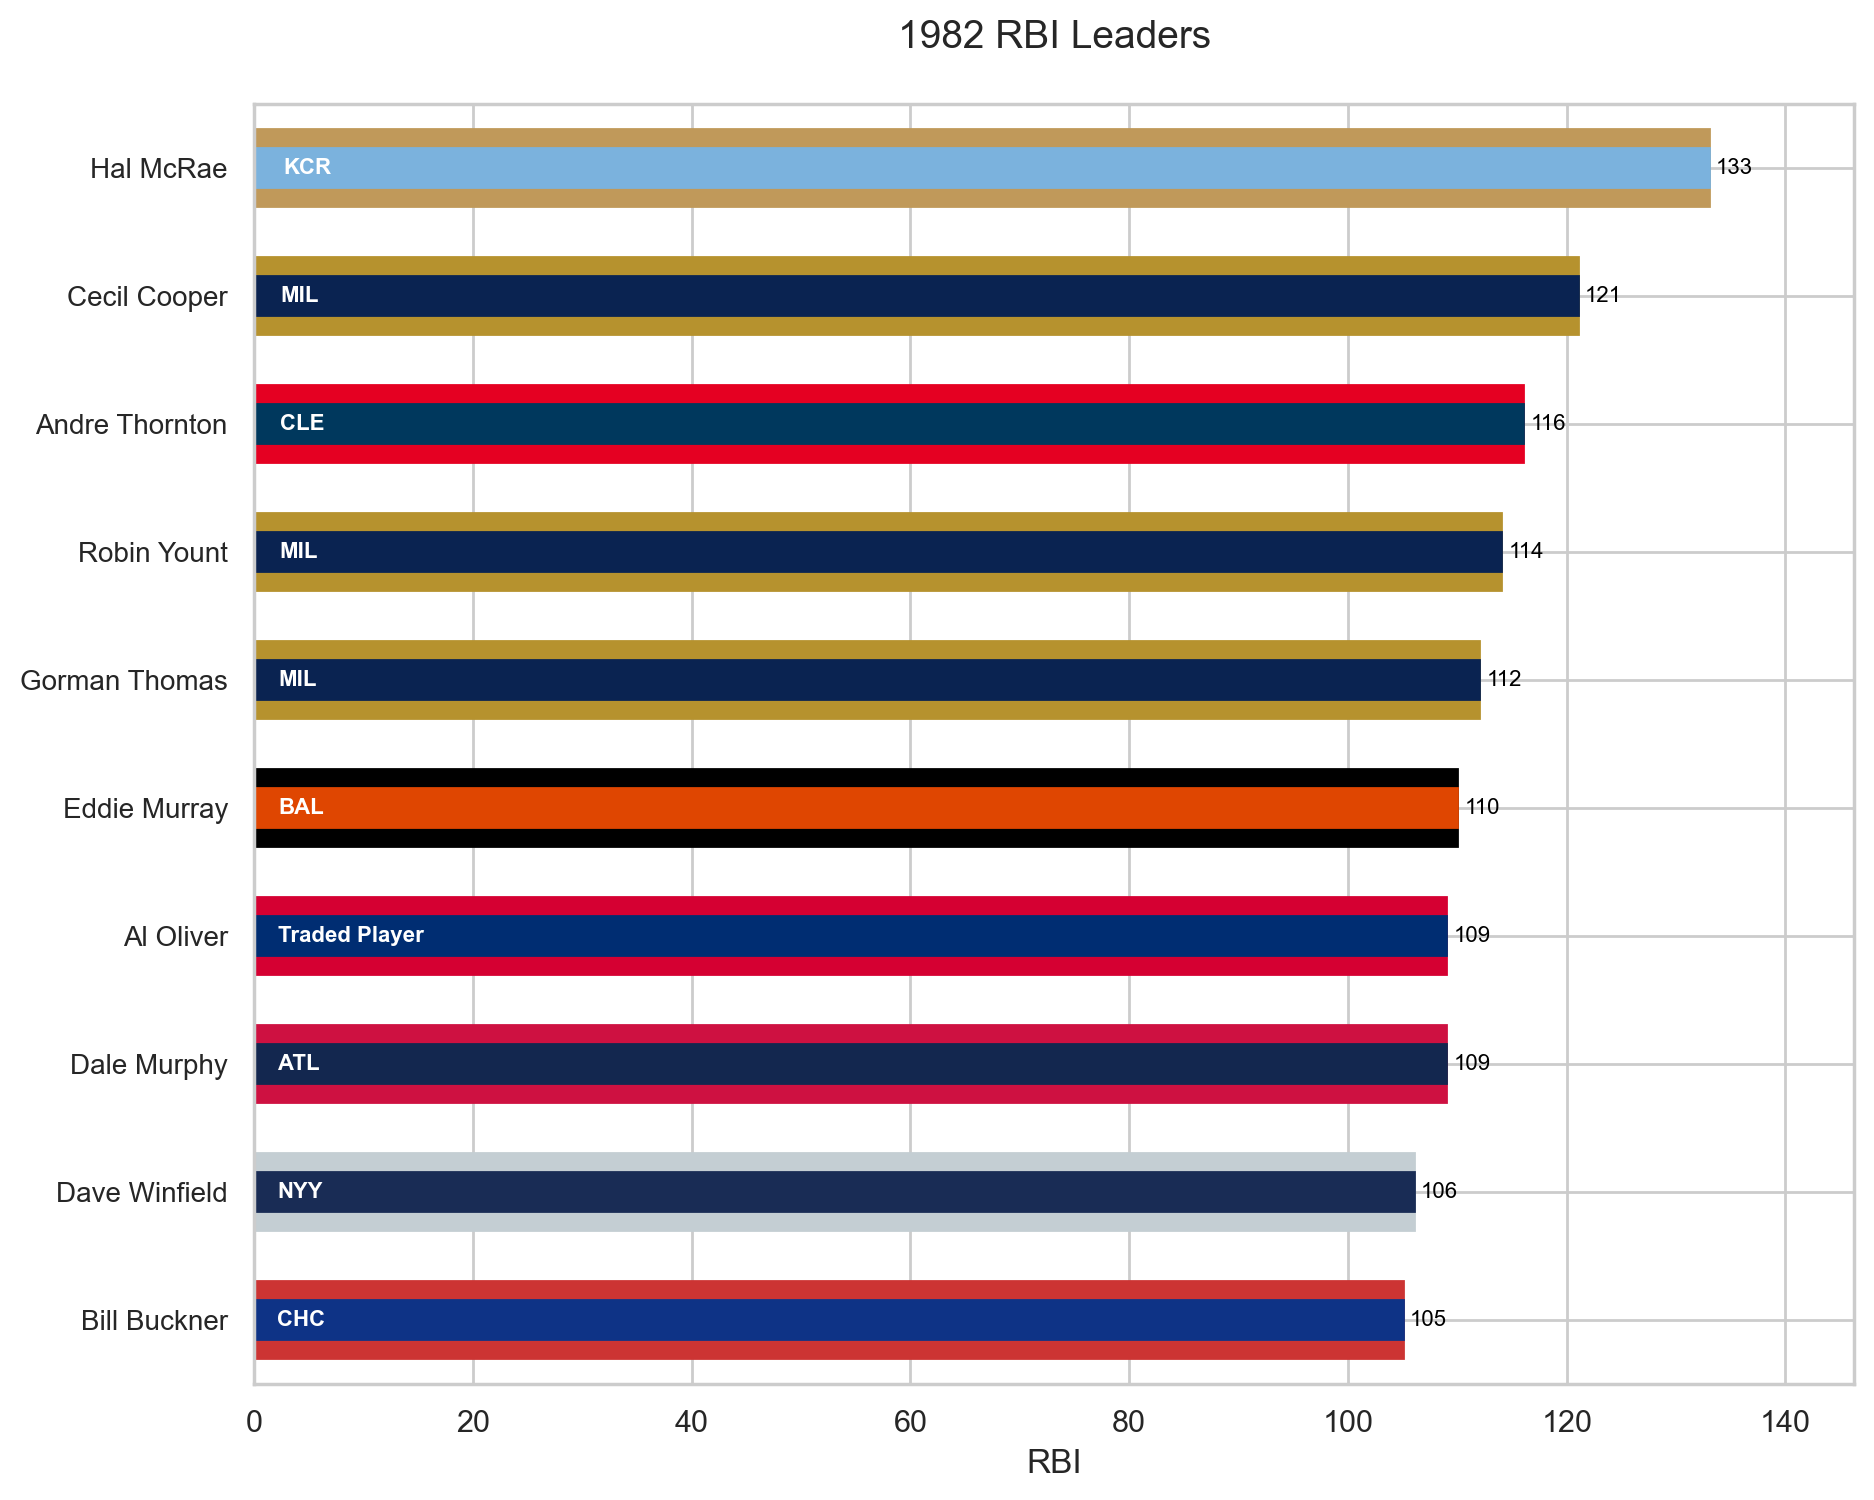 1982 RBI Leaders
Hal McRae KCR 133
Cecil Cooper MIL 121
Andre Thornton CLE 116
Robin Yount MIL 114
Gorman Thomas MIL 112
Eddie Murray BAL 110
Al Oliver Traded Player 109
Dale Murphy ATL 109
Dave Winfield NYY 106
Bill Buckner CHC 105
0 20 40 60 80 100 120 140
RBI